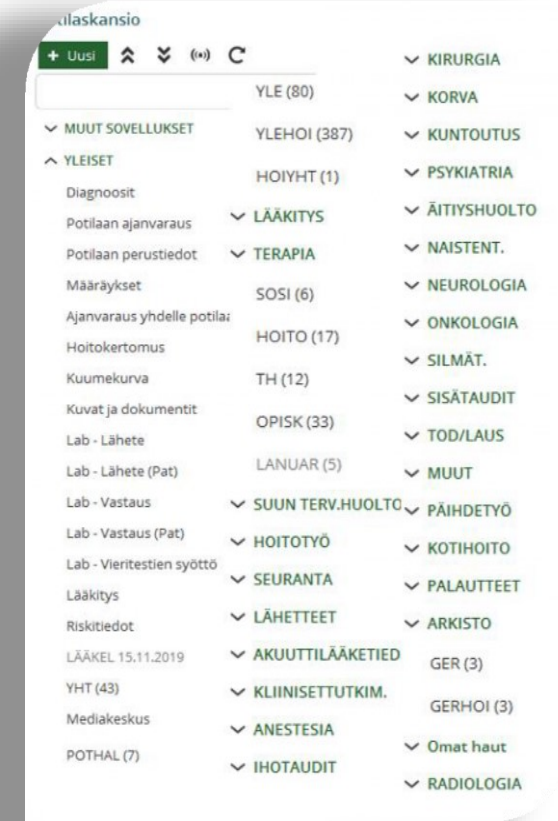 + Uusi
MUUT SOVELLUKSET
YLEISET
Diagnoosit
Potilaan ajanvaraus
Potilaan perustiedot
Määräykset
Ajanvaraus yhdelle potilaa
Hoitokertomus
Kuumekurva
Kuvat ja dokumentit
Lab - Lähete
Lab - Lähete (Pat)
Lab - Vastaus
Lab - Vastaus (Pat)
Lab - Vieritestien syöttö
Lääkitys
Riskitiedot
LÄÄKEL 15.11.2019
YHT (43)
Mediakeskus
POTHAL (7)
YLE (80)
YLEHOI (387)
HOIYHT (1)
LÄÄKITYS
TERAPIA
SOSI (6)
HOITO (17)
TH (12)
OPISK (33)
LANUAR (5)
SUUN TERV.HUOLTO
HOITOTYÖ
SEURANTA
LÄHETTEET
AKUUTTILÄÄKETIED
KLIINISETTUTKIM.
ANESTESIA
IHOTAUDIT
KIRURGIA
KORVA
KUNTOUTUS
PSYKIATRIA
ÄITIYSHUOLTO
NAISTENT.
NEUROLOGIA
ONKOLOGIA
SILMÄT.
SISÄTAUDIT
TOD/LAUS
MUUT
PÄIHDETYÖ
KOTIHOITO
PALAUTTEET
ARKISTO
GER (3)
GERHOI (3)
Omat haut
RADIOLOGIA